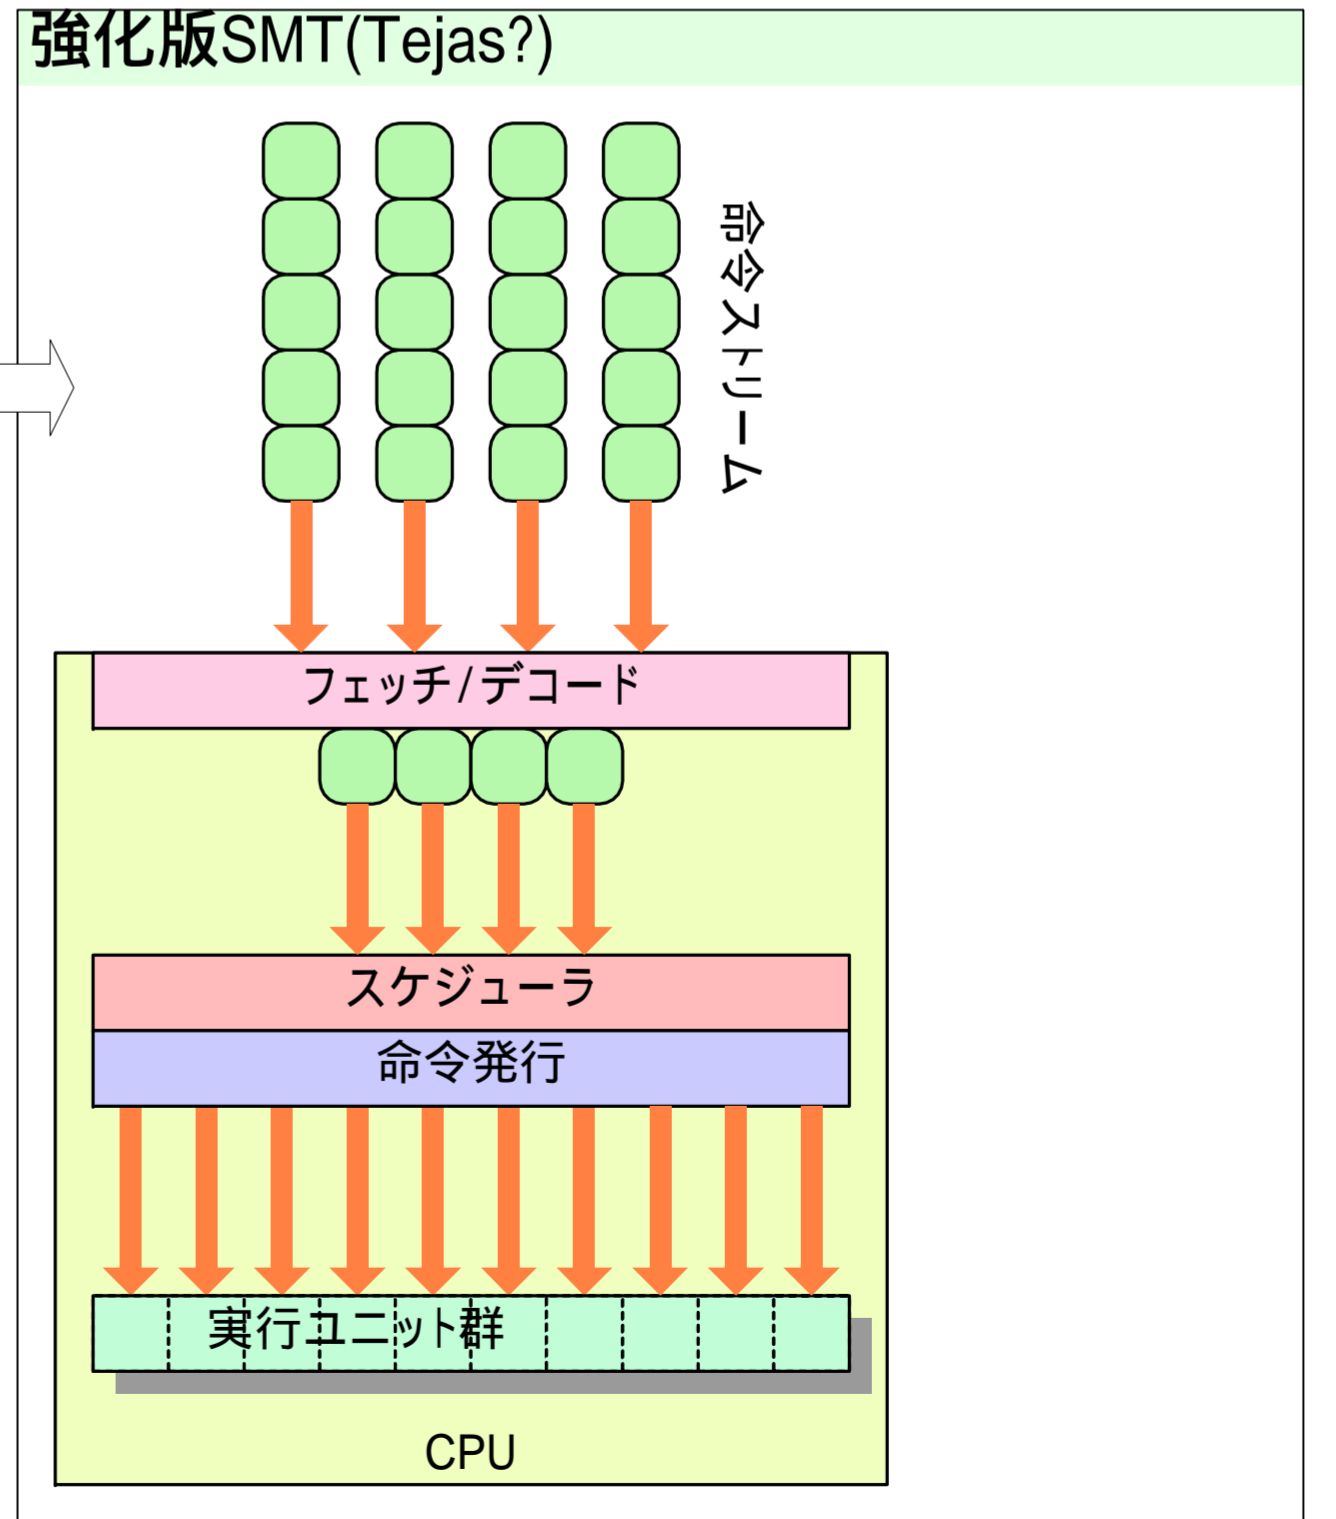 強化版SMT(Tejas?)
命令ストリーム
フェッチ/デコード
スケジューラ
命令発行
実行ユニット群
CPU